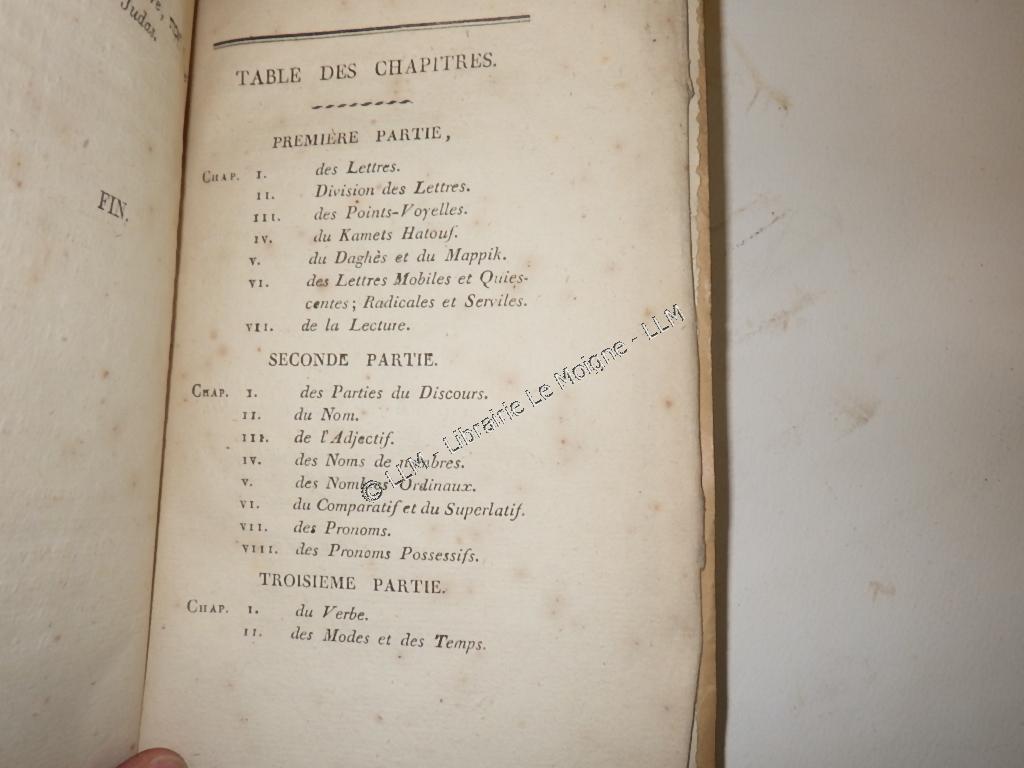 Judas.
FIN.
TABLE DES CHAPITRES.
PREMIÈRE PARTIE,
CHAP. I. des Lettres.
II. Division des Lettres.
III. des Points-Voyelles.
IV. du Kamets Hatouf.
V. du Daghès et du Mappik.
VI. des Lettres Mobiles et Quies-
centes; Radicales et Serviles.
VII. de la Lecture.
SECONDE PARTIE.
CHAP. I. des Parties du Discours.
II. du Nom.
III. de l'Adjectif.
IV. des Noms de nombres.
V. des Nombres Ordinaux.
VI. du Comparatif et du Superlatif.
VII. des Pronoms.
VIII. des Pronoms Possessifs.
TROISIEME PARTIE.
CHAP. I. du Verbe.
II. des Modes et des Temps.
© LLM - Librairie Le Moigne - LLM